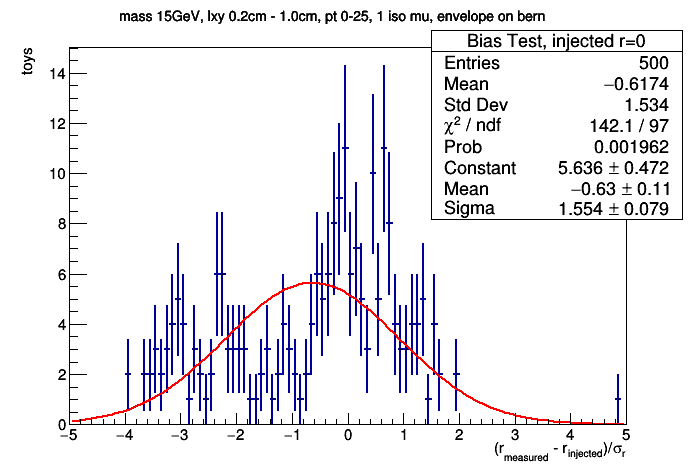 mass 15GeV, lxy 0.2cm - 1.0cm, pt 0-25, 1 iso mu, envelope on bern
Bias Test, injected r=0
Entries 500
Mean −0.6174
Std Dev 1.534
χ² / ndf 142.1 / 97
Prob 0.001962
Constant 5.636 ± 0.472
Mean −0.63 ± 0.11
Sigma 1.554 ± 0.079
toys
14
12
10
8
6
4
2
0
−5 −4 −3 −2 −1 0 1 2 3 4 5
(r_measured - r_injected)/σ_r